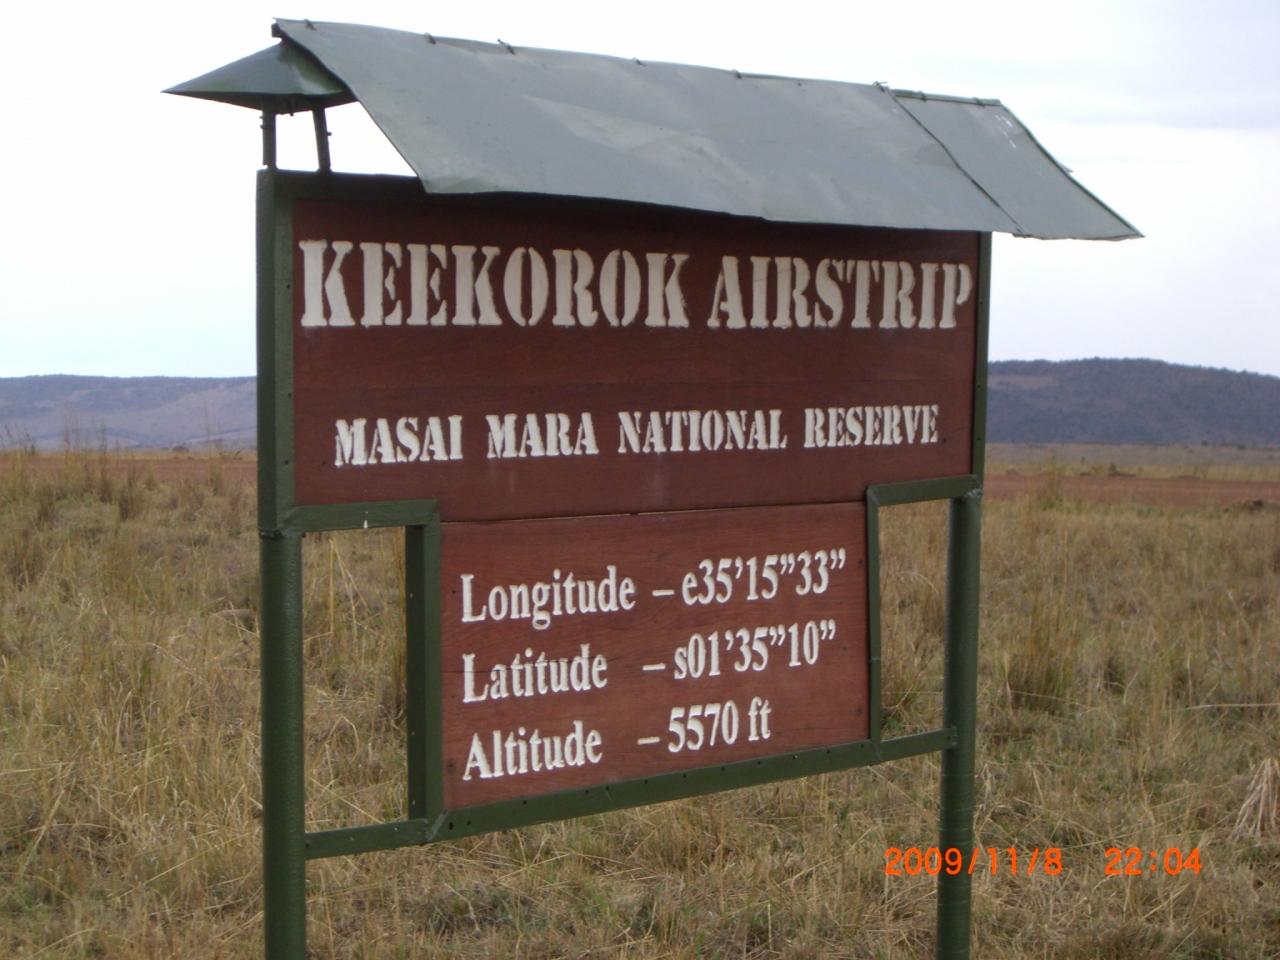 KEEKOROK AIRSTRIP
MASAI MARA NATIONAL RESERVE
Longitude – e35'15"33"
Latitude – s01'35"10"
Altitude – 5570 ft
2009/11/8 22:04